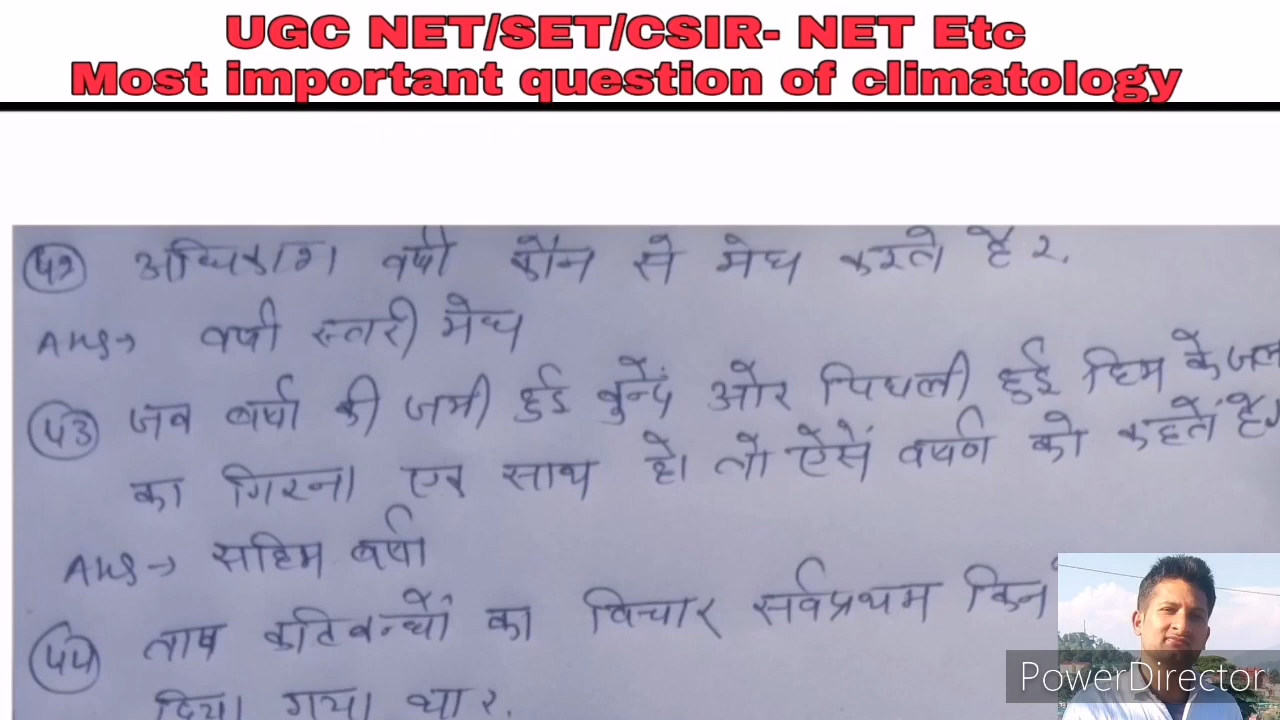 UGC NET/SET/CSIR- NET Etc
Most important question of climatology
42 अधिकांश वर्षा कौन से मेघ करते हैं ?.
Ans → वर्षा स्तरी मेघ
43 जब वर्षा की जमी हुई बुन्दें और पिघली हुई हिम के जल
का गिरना एक साथ हो तो ऐसें वर्षण को कहतें हैं
Ans → सहिम वर्षा
44 ताप कटिबन्धों का विचार सर्वप्रथम किन
दिया गया था ?.
PowerDirector